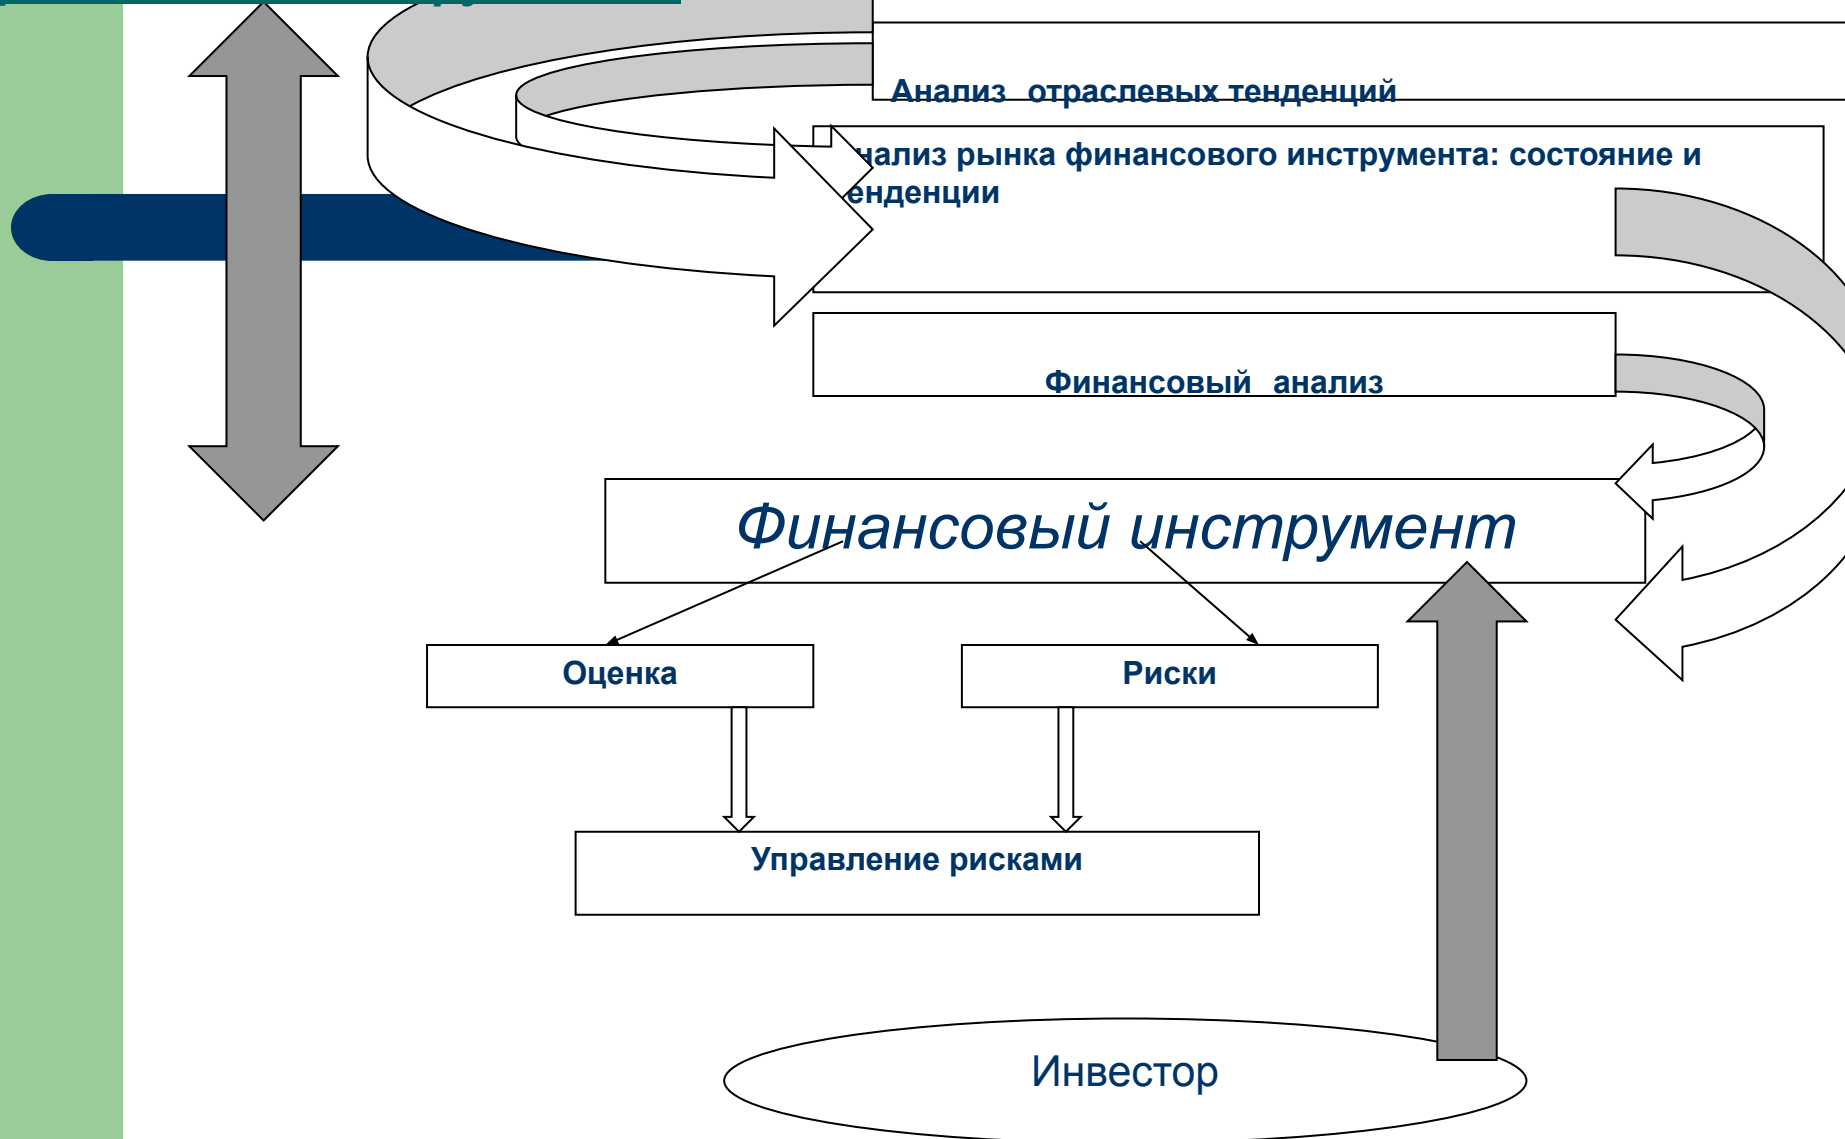 Анализ отраслевых тенденций
нализ рынка финансового инструмента: состояние и
енденции
Финансовый анализ
Финансовый инструмент
Оценка
Риски
Управление рисками
Инвестор